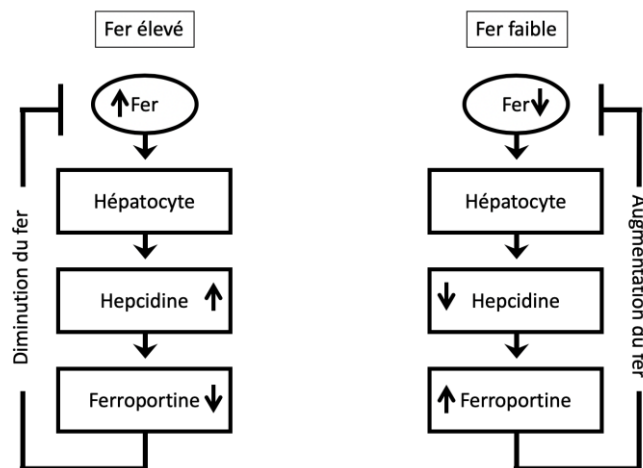 Fer élevé
Fer
Hépatocyte
Hepcidine
Ferroportine
Diminution du fer
Fer faible
Fer
Hépatocyte
Hepcidine
Ferroportine
Augmentation du fer